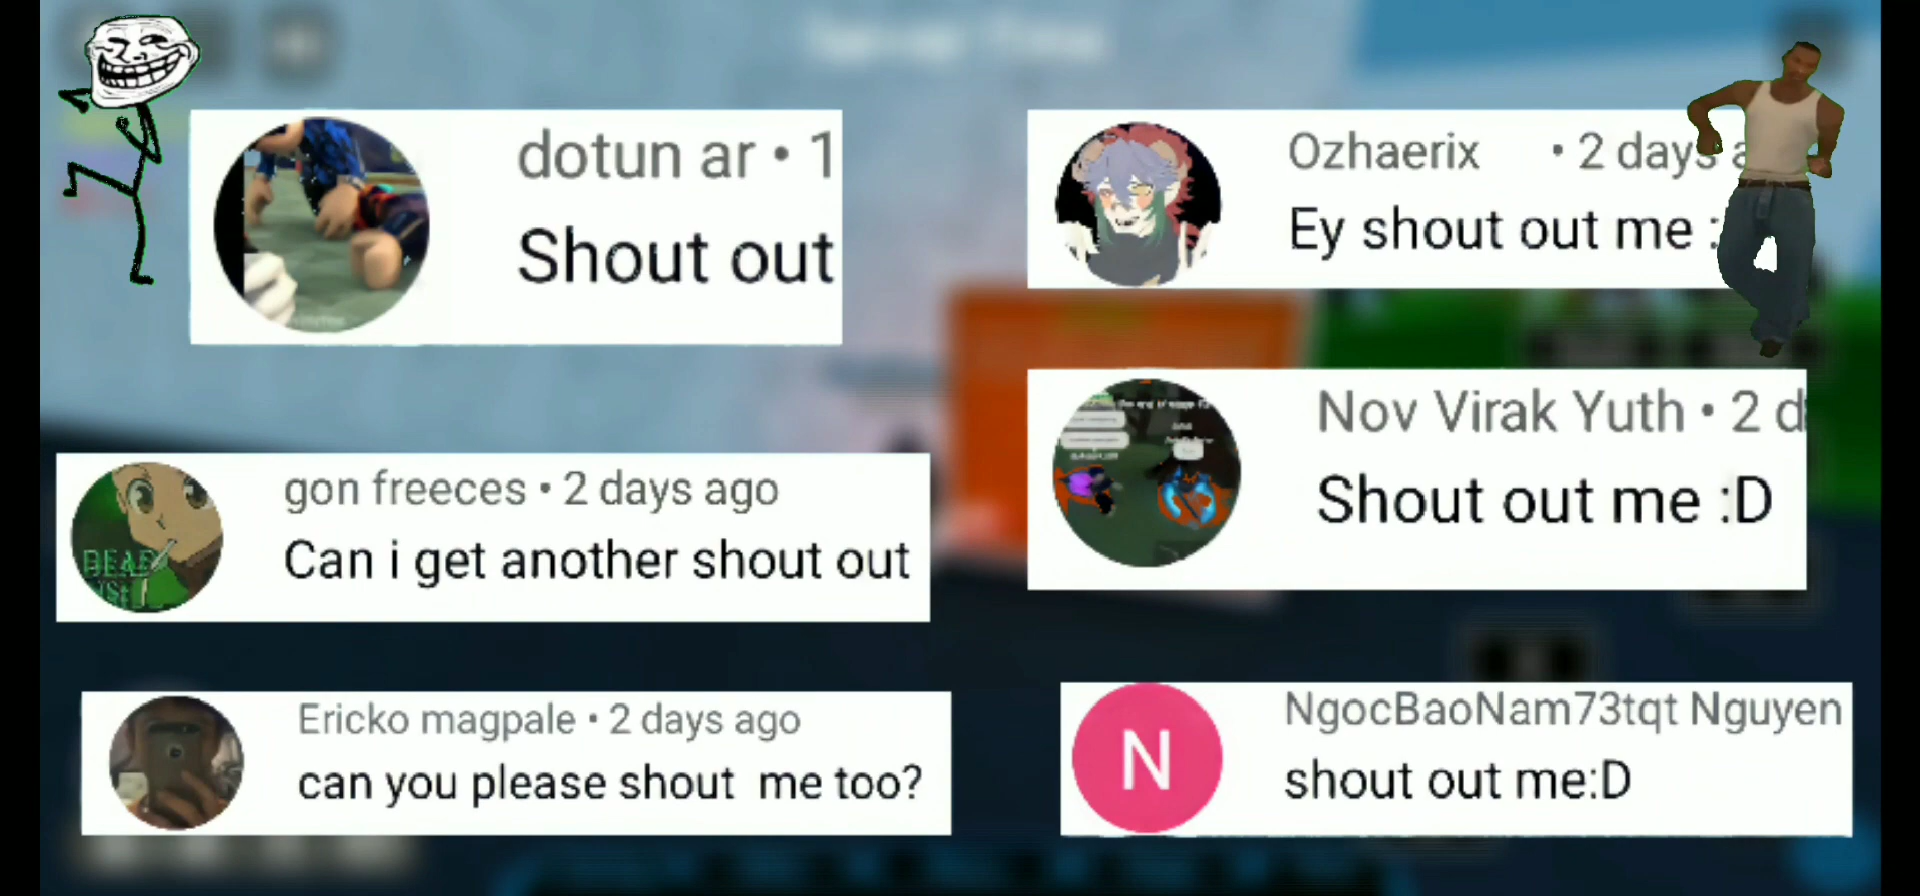 dotun ar • 1
Shout out
Ozhaerix • 2 days a
Ey shout out me :
gon freeces • 2 days ago
Can i get another shout out
Nov Virak Yuth • 2 d
Shout out me :D
Ericko magpale • 2 days ago
can you please shout me too?
N
NgocBaoNam73tqt Nguyen
shout out me:D